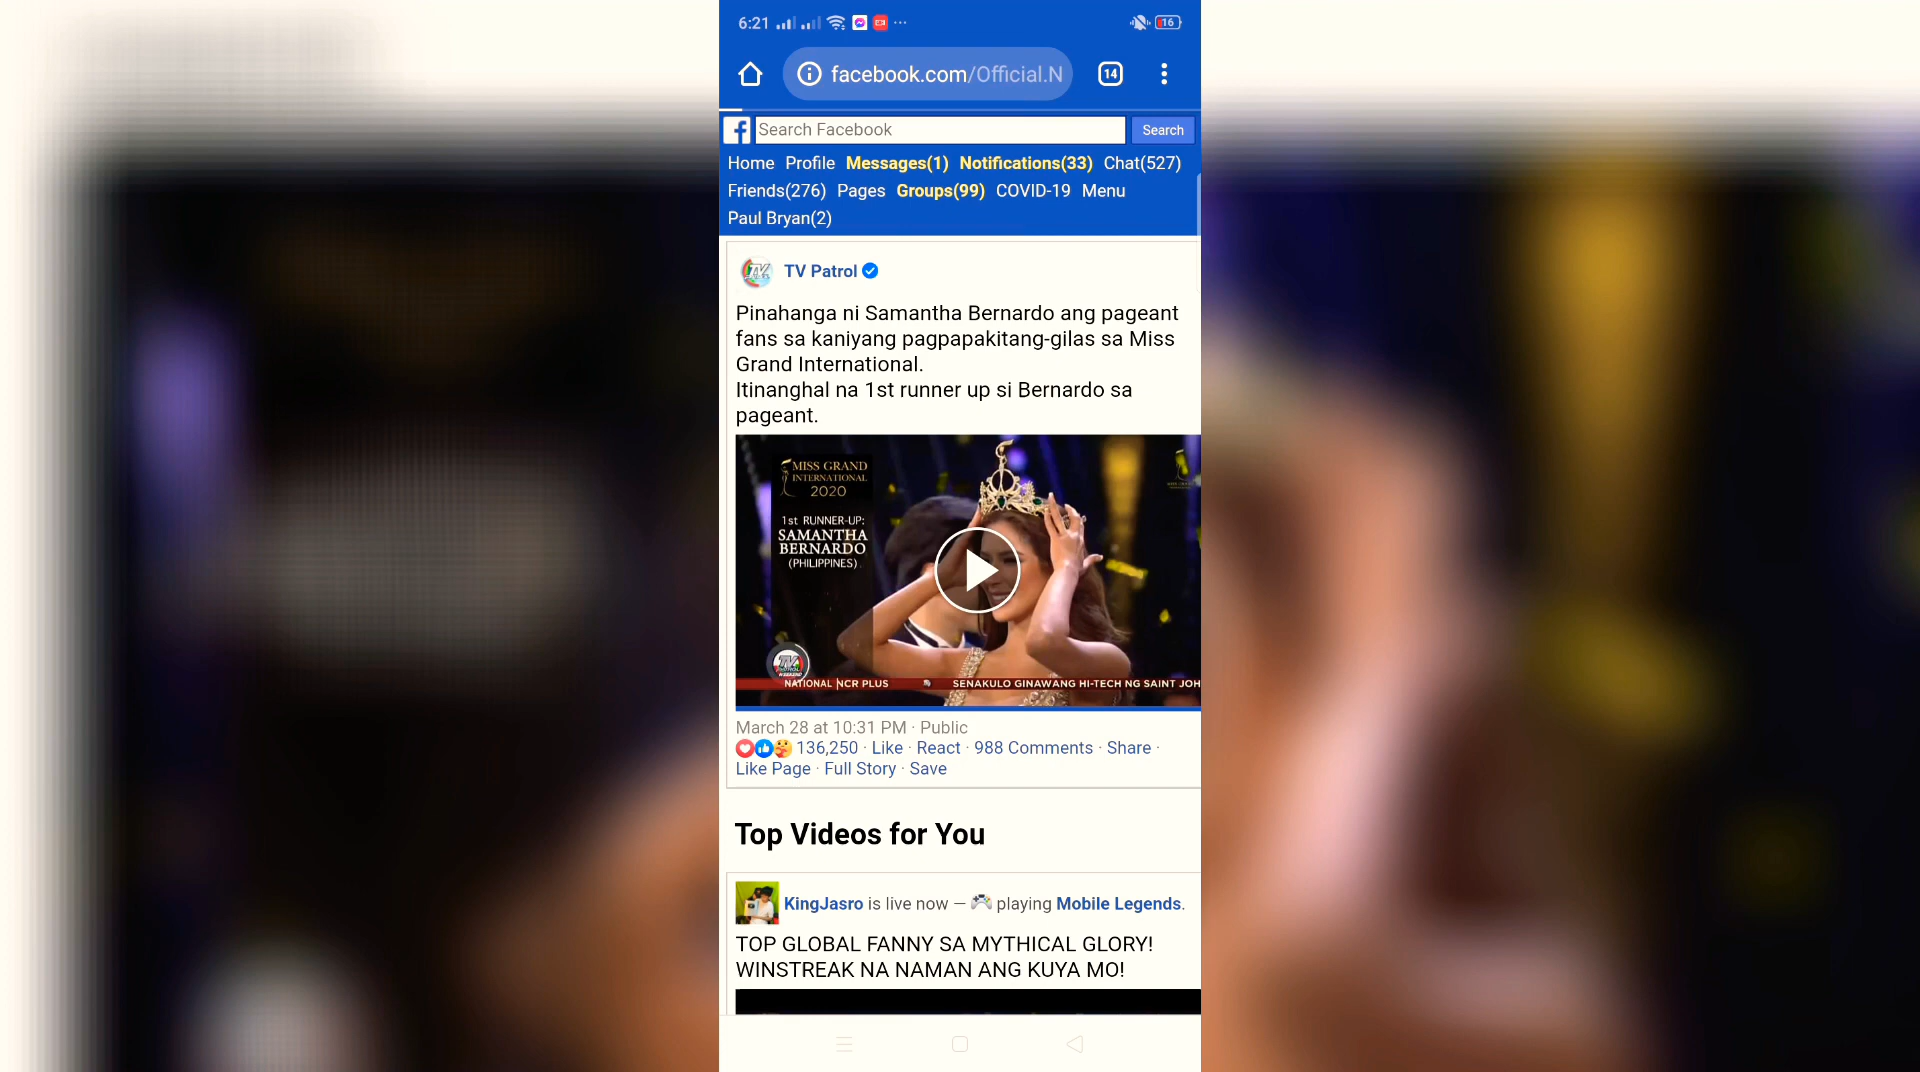 6:21
16
facebook.com/Official.N
14
Search Facebook
Search
Home Profile Messages(1) Notifications(33) Chat(527)
Friends(276) Pages Groups(99) COVID-19 Menu
Paul Bryan(2)
TV Patrol
Pinahanga ni Samantha Bernardo ang pageant
fans sa kaniyang pagpapakitang-gilas sa Miss
Grand International.
Itinanghal na 1st runner up si Bernardo sa
pageant.
MISS GRAND
INTERNATIONAL
2020
1st RUNNER-UP:
SAMANTHA
BERNARDO
(PHILIPPINES)
TV
NATIONAL NCR PLUS SENAKULO GINAWANG HI-TECH NG SAINT JOH
March 28 at 10:31 PM · Public
136,250 · Like · React · 988 Comments · Share ·
Like Page · Full Story · Save
Top Videos for You
KingJasro is live now — 🎮 playing Mobile Legends.
TOP GLOBAL FANNY SA MYTHICAL GLORY!
WINSTREAK NA NAMAN ANG KUYA MO!